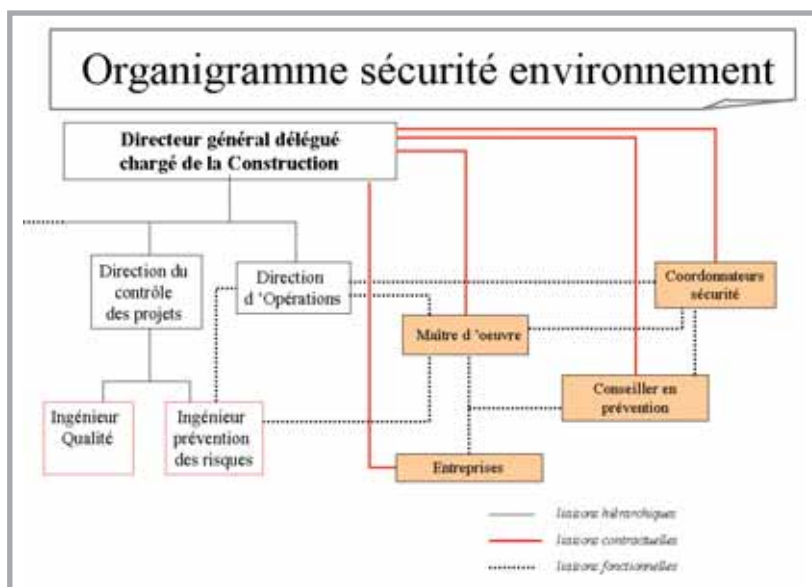 Organigramme sécurité environnement
Directeur général délégué
chargé de la Construction
Direction du
contrôle
des projets
Direction
d 'Opérations
Coordonnateurs
sécurité
Maître d 'oeuvre
Conseiller en
prévention
Ingénieur
Qualité
Ingénieur
prévention
des risques
Entreprises
liaisons hiérarchiques
liaisons contractuelles
liaisons fonctionnelles